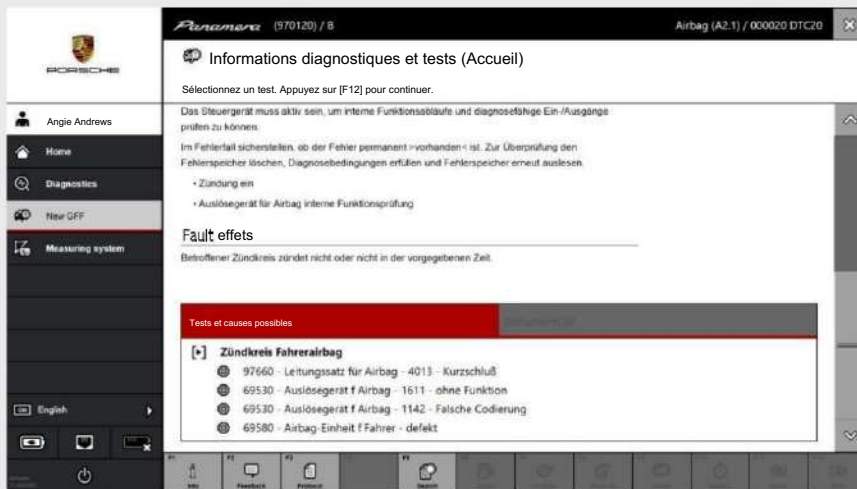 Panamera (970120) / B
Airbag (A2.1) / 000020 DTC20
PORSCHE
Informations diagnostiques et tests (Accueil)
Sélectionnez un test. Appuyez sur [F12] pour continuer.
Angie Andrews
Home
Diagnostics
New GFF
Measuring system
English
Das Steuergerät muss aktiv sein, um interne Funktionsabläufe und diagnosefähige Ein-/Ausgänge
prüfen zu können.
Im Fehlerfall sicherstellen, ob der Fehler permanent >vorhanden< ist. Zur Überprüfung den
Fehlerspeicher löschen, Diagnosebedingungen erfüllen und Fehlerspeicher erneut auslesen.
• Zündung ein
• Auslösegerät für Airbag interne Funktionsprüfung
Fault effets
Betroffener Zündkreis zündet nicht oder nicht in der vorgegebenen Zeit.
Tests et causes possibles
Zündkreis Fahrerairbag
97660 - Leitungssatz für Airbag - 4013 - Kurzschluß
69530 - Auslösegerät f Airbag - 1611 - ohne Funktion
69530 - Auslösegerät f Airbag - 1142 - Falsche Codierung
69580 - Airbag-Einheit f Fahrer - defekt
F1
F2
F3
Info
Feedback
Protocol
Search